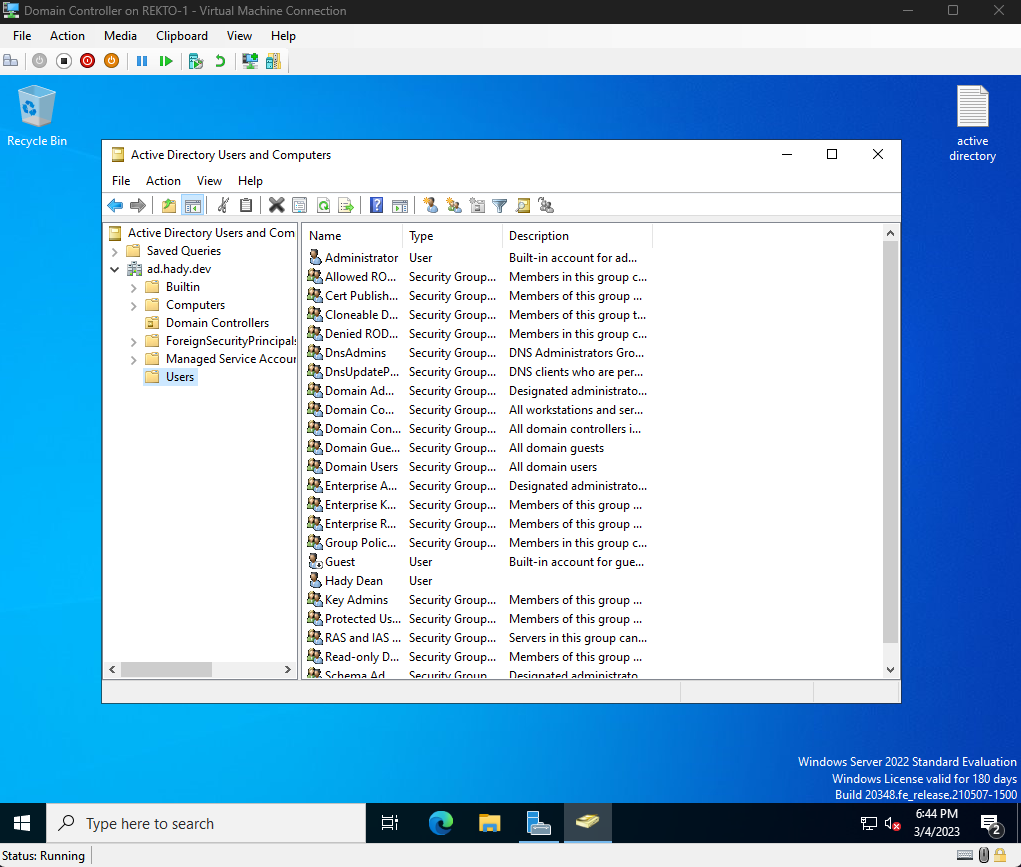 Domain Controller on REKTO-1 - Virtual Machine Connection
File Action Media Clipboard View Help
Recycle Bin
active
directory
Active Directory Users and Computers
File Action View Help
Active Directory Users and Com
Saved Queries
ad.hady.dev
Builtin
Computers
Domain Controllers
ForeignSecurityPrincipals
Managed Service Accour
Users
Name Type Description
Administrator User Built-in account for ad...
Allowed RO... Security Group... Members in this group c...
Cert Publish... Security Group... Members of this group ...
Cloneable D... Security Group... Members of this group t...
Denied ROD... Security Group... Members in this group c...
DnsAdmins Security Group... DNS Administrators Gro...
DnsUpdateP... Security Group... DNS clients who are per...
Domain Ad... Security Group... Designated administrato...
Domain Co... Security Group... All workstations and ser...
Domain Con... Security Group... All domain controllers i...
Domain Gue... Security Group... All domain guests
Domain Users Security Group... All domain users
Enterprise A... Security Group... Designated administrato...
Enterprise K... Security Group... Members of this group ...
Enterprise R... Security Group... Members of this group ...
Group Polic... Security Group... Members in this group c...
Guest User Built-in account for gue...
Hady Dean User
Key Admins Security Group... Members of this group ...
Protected Us... Security Group... Members of this group ...
RAS and IAS ... Security Group... Servers in this group can...
Read-only D... Security Group... Members of this group ...
Schema Ad... Security Group... Designated administrato...
Windows Server 2022 Standard Evaluation
Windows License valid for 180 days
Build 20348.fe_release.210507-1500
Type here to search
6:44 PM
3/4/2023
2
Status: Running